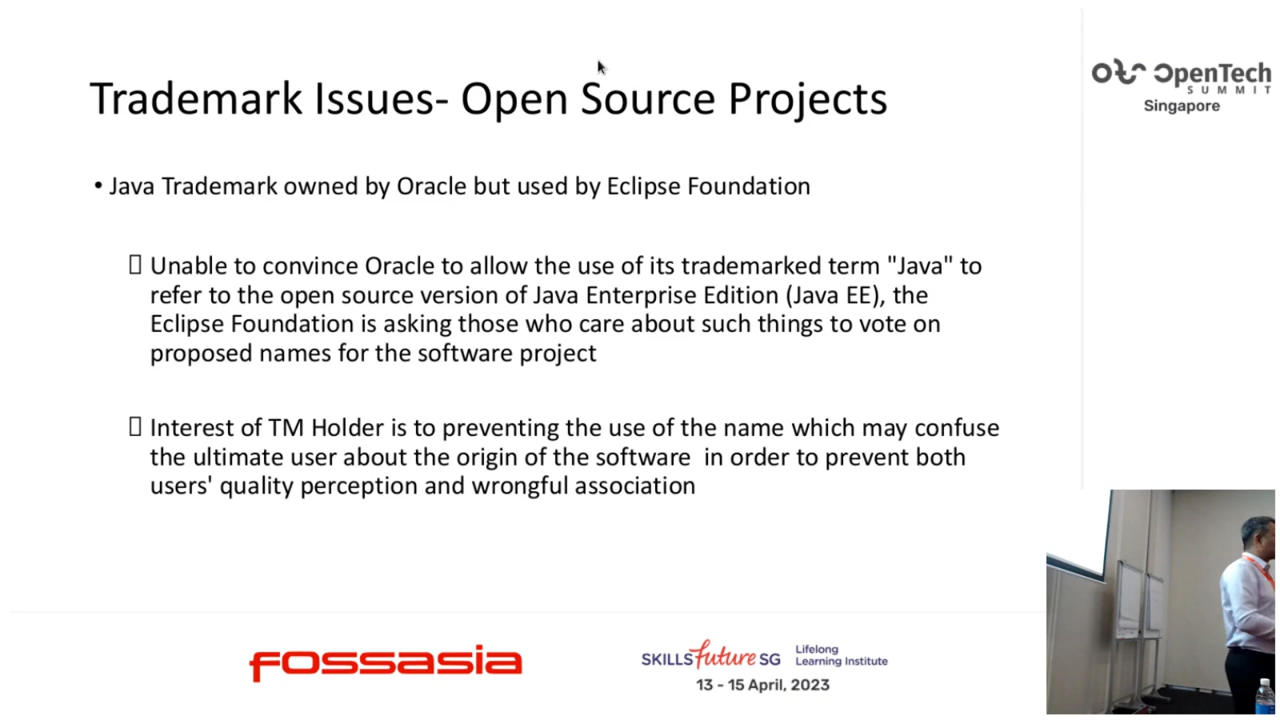 Trademark Issues- Open Source Projects
• Java Trademark owned by Oracle but used by Eclipse Foundation
Unable to convince Oracle to allow the use of its trademarked term "Java" to
refer to the open source version of Java Enterprise Edition (Java EE), the
Eclipse Foundation is asking those who care about such things to vote on
proposed names for the software project
Interest of TM Holder is to preventing the use of the name which may confuse
the ultimate user about the origin of the software in order to prevent both
users' quality perception and wrongful association
OpenTech
SUMMIT
Singapore
fossasia
SKILLSfuture SG
Lifelong
Learning Institute
13 - 15 April, 2023